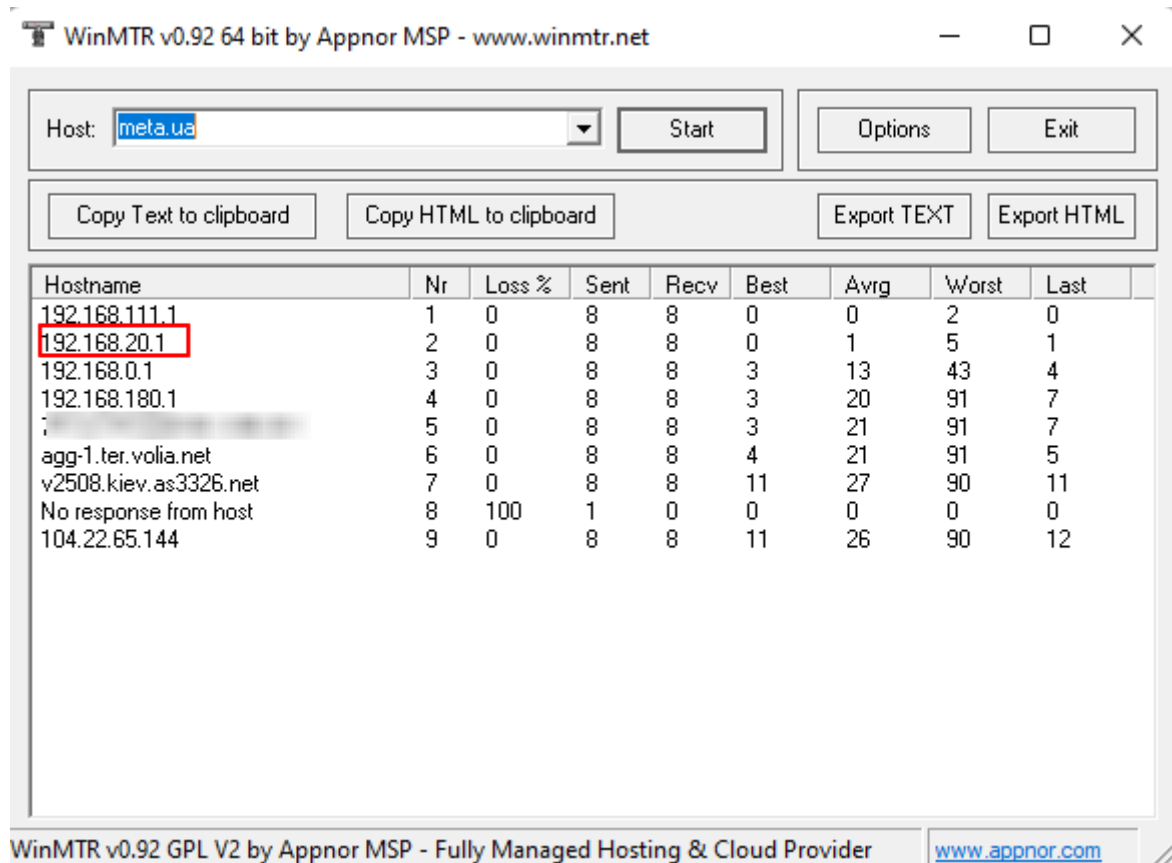 WinMTR v0.92 64 bit by Appnor MSP - www.winmtr.net
Host: meta.ua Start Options Exit
Copy Text to clipboard Copy HTML to clipboard Export TEXT Export HTML
Hostname Nr Loss % Sent Recv Best Avrg Worst Last
192.168.111.1 1 0 8 8 0 0 2 0
192.168.20.1 2 0 8 8 0 1 5 1
192.168.0.1 3 0 8 8 3 13 43 4
192.168.180.1 4 0 8 8 3 20 91 7
5 0 8 8 3 21 91 7
agg-1.ter.volia.net 6 0 8 8 4 21 91 5
v2508.kiev.as3326.net 7 0 8 8 11 27 90 11
No response from host 8 100 1 0 0 0 0 0
104.22.65.144 9 0 8 8 11 26 90 12
WinMTR v0.92 GPL V2 by Appnor MSP - Fully Managed Hosting & Cloud Provider www.appnor.com